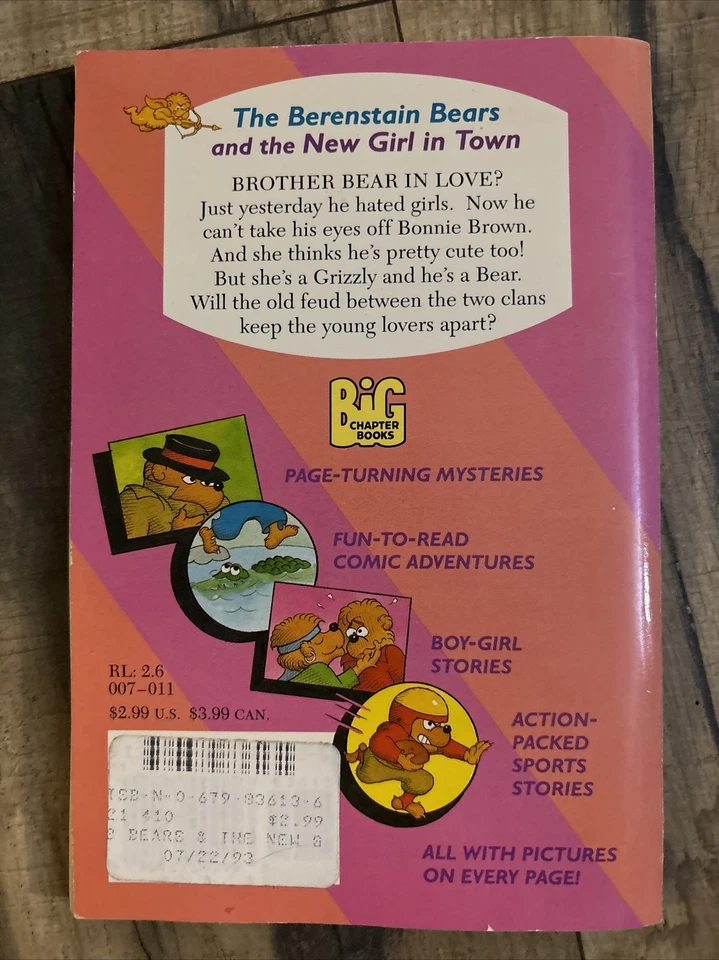 The Berenstain Bears
and the New Girl in Town
BROTHER BEAR IN LOVE?
Just yesterday he hated girls. Now he
can't take his eyes off Bonnie Brown.
And she thinks he's pretty cute too!
But she's a Grizzly and he's a Bear.
Will the old feud between the two clans
keep the young lovers apart?
BiG
CHAPTER
BOOKS
PAGE-TURNING MYSTERIES
FUN-TO-READ
COMIC ADVENTURES
BOY-GIRL
STORIES
ACTION-
PACKED
SPORTS
STORIES
ALL WITH PICTURES
ON EVERY PAGE!
RL: 2.6
007–011
$2.99 U.S. $3.99 CAN.
ISB-N-0-679-83613-6
21 410 $2.99
B BEARS & THE NEW G
07/22/93